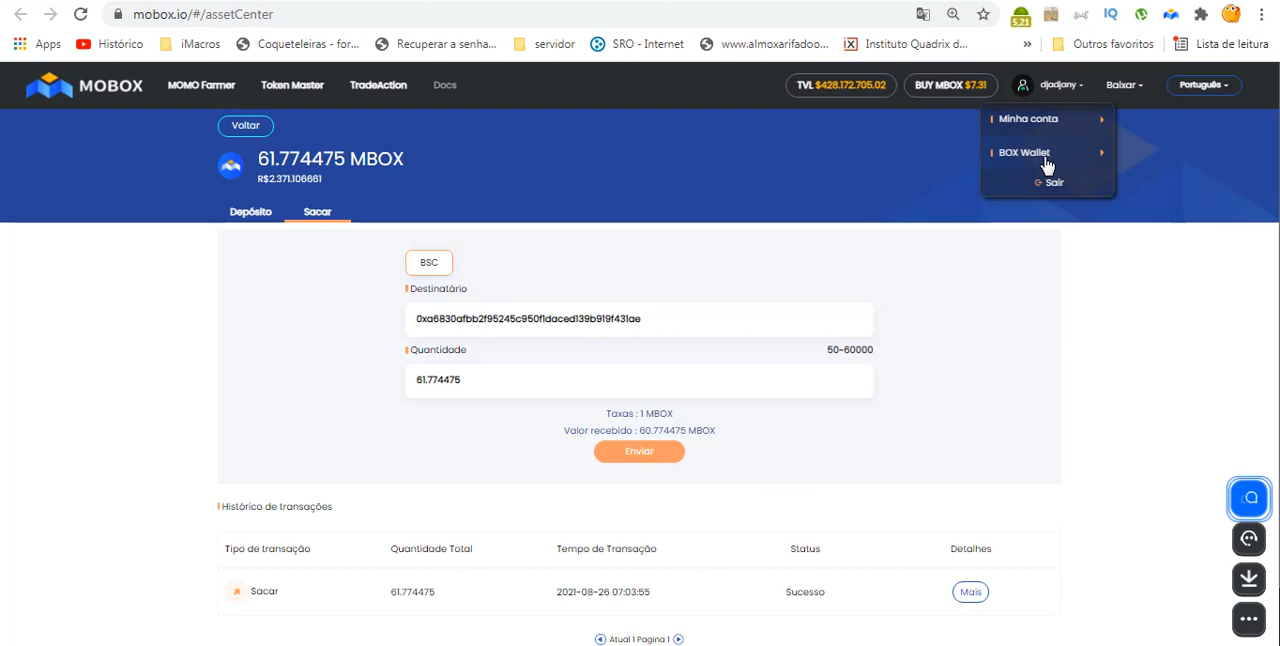 mobox.io/#/assetCenter
5,21
IQ
Apps
Histórico
iMacros
Coqueteleiras - for...
Recuperar a senha...
servidor
SRO - Internet
www.almoxarifadoo...
Instituto Quadrix d...
»
Outros favoritos
Lista de leitura
MOBOX
MOMO Farmer
Token Master
TradeAction
Docs
TVL $428.172.705.02
BUY MBOX $7.31
djadjany
Baixar
Português
Minha conta
BOX Wallet
Sair
Voltar
61.774475 MBOX
R$2.371.106661
Depósito
Sacar
BSC
Destinatário
0xa6830afbb2f95245c950f1daced139b919f431ae
Quantidade
50-60000
61.774475
Taxas : 1 MBOX
Valor recebido : 60.774475 MBOX
Enviar
Histórico de transações
Tipo de transação
Quantidade Total
Tempo de Transação
Status
Detalhes
Sacar
61.774475
2021-08-26 07:03:55
Sucesso
Mais
Atual 1 Pagina 1